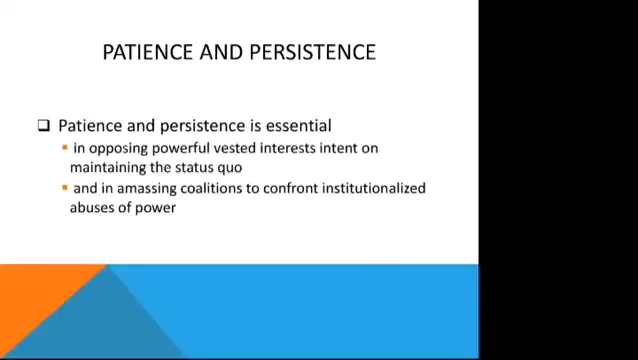 PATIENCE AND PERSISTENCE
Patience and persistence is essential
in opposing powerful vested interests intent on
maintaining the status quo
and in amassing coalitions to confront institutionalized
abuses of power